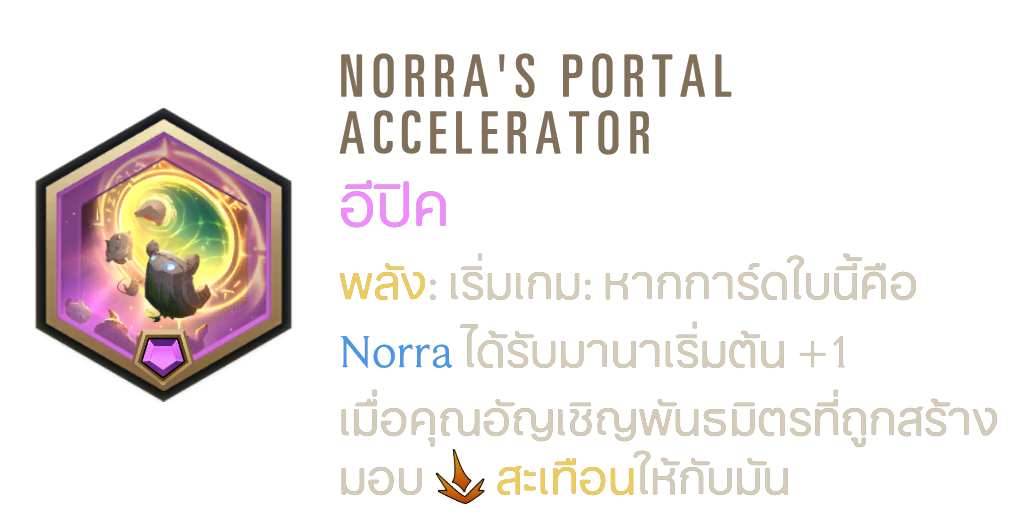 NORRA'S PORTAL
ACCELERATOR
อีปิค
พลัง: เริ่มเกม: หากการ์ดใบนี้คือ
Norra ได้รับมานาเริ่มต้น +1
เมื่อคุณอัญเชิญพันธมิตรที่ถูกสร้าง
มอบ สะเทือนให้กับมัน